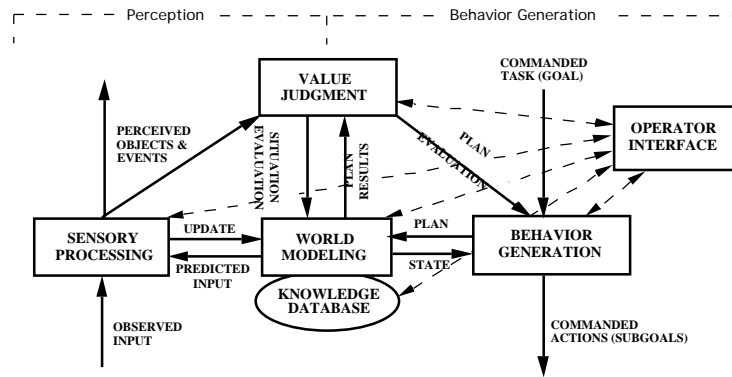 Perception
Behavior Generation
VALUE
JUDGMENT
COMMANDED
TASK (GOAL)
PERCEIVED
OBJECTS &
EVENTS
SITUATION
EVALUATION
PLAN
RESULTS
EVALUATION
PLAN
OPERATOR
INTERFACE
SENSORY
PROCESSING
UPDATE
PREDICTED
INPUT
WORLD
MODELING
PLAN
STATE
BEHAVIOR
GENERATION
KNOWLEDGE
DATABASE
OBSERVED
INPUT
COMMANDED
ACTIONS (SUBGOALS)